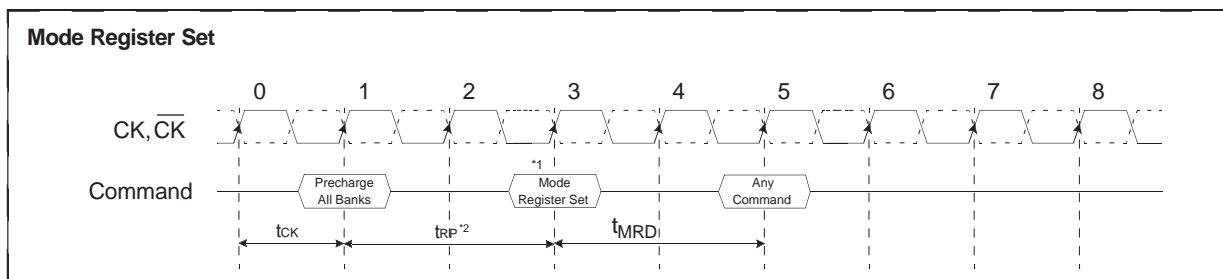 Mode Register Set
0 1 2 3 4 5 6 7 8
CK, CK
*1
Command Precharge All Banks Mode Register Set Any Command
tCK tRP*2 tMRD